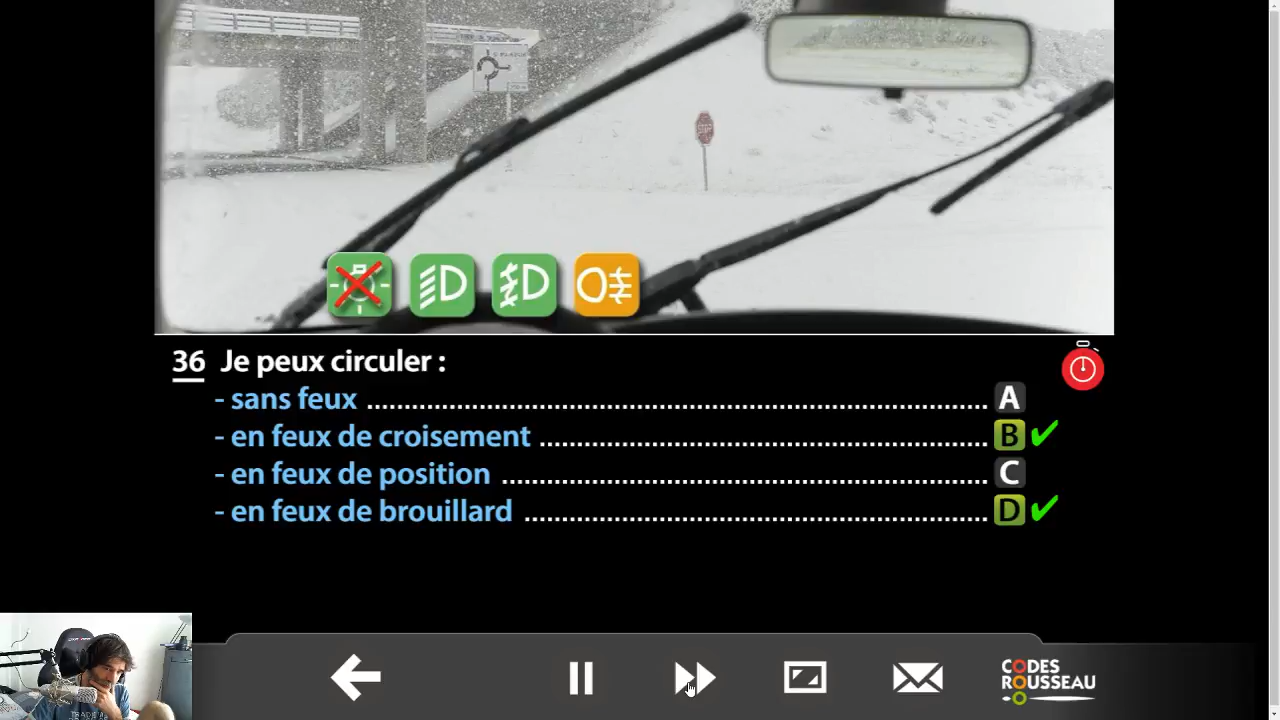 STOP
36 Je peux circuler :
- sans feux A
- en feux de croisement B
- en feux de position C
- en feux de brouillard D
CODES
ROUSSEAU